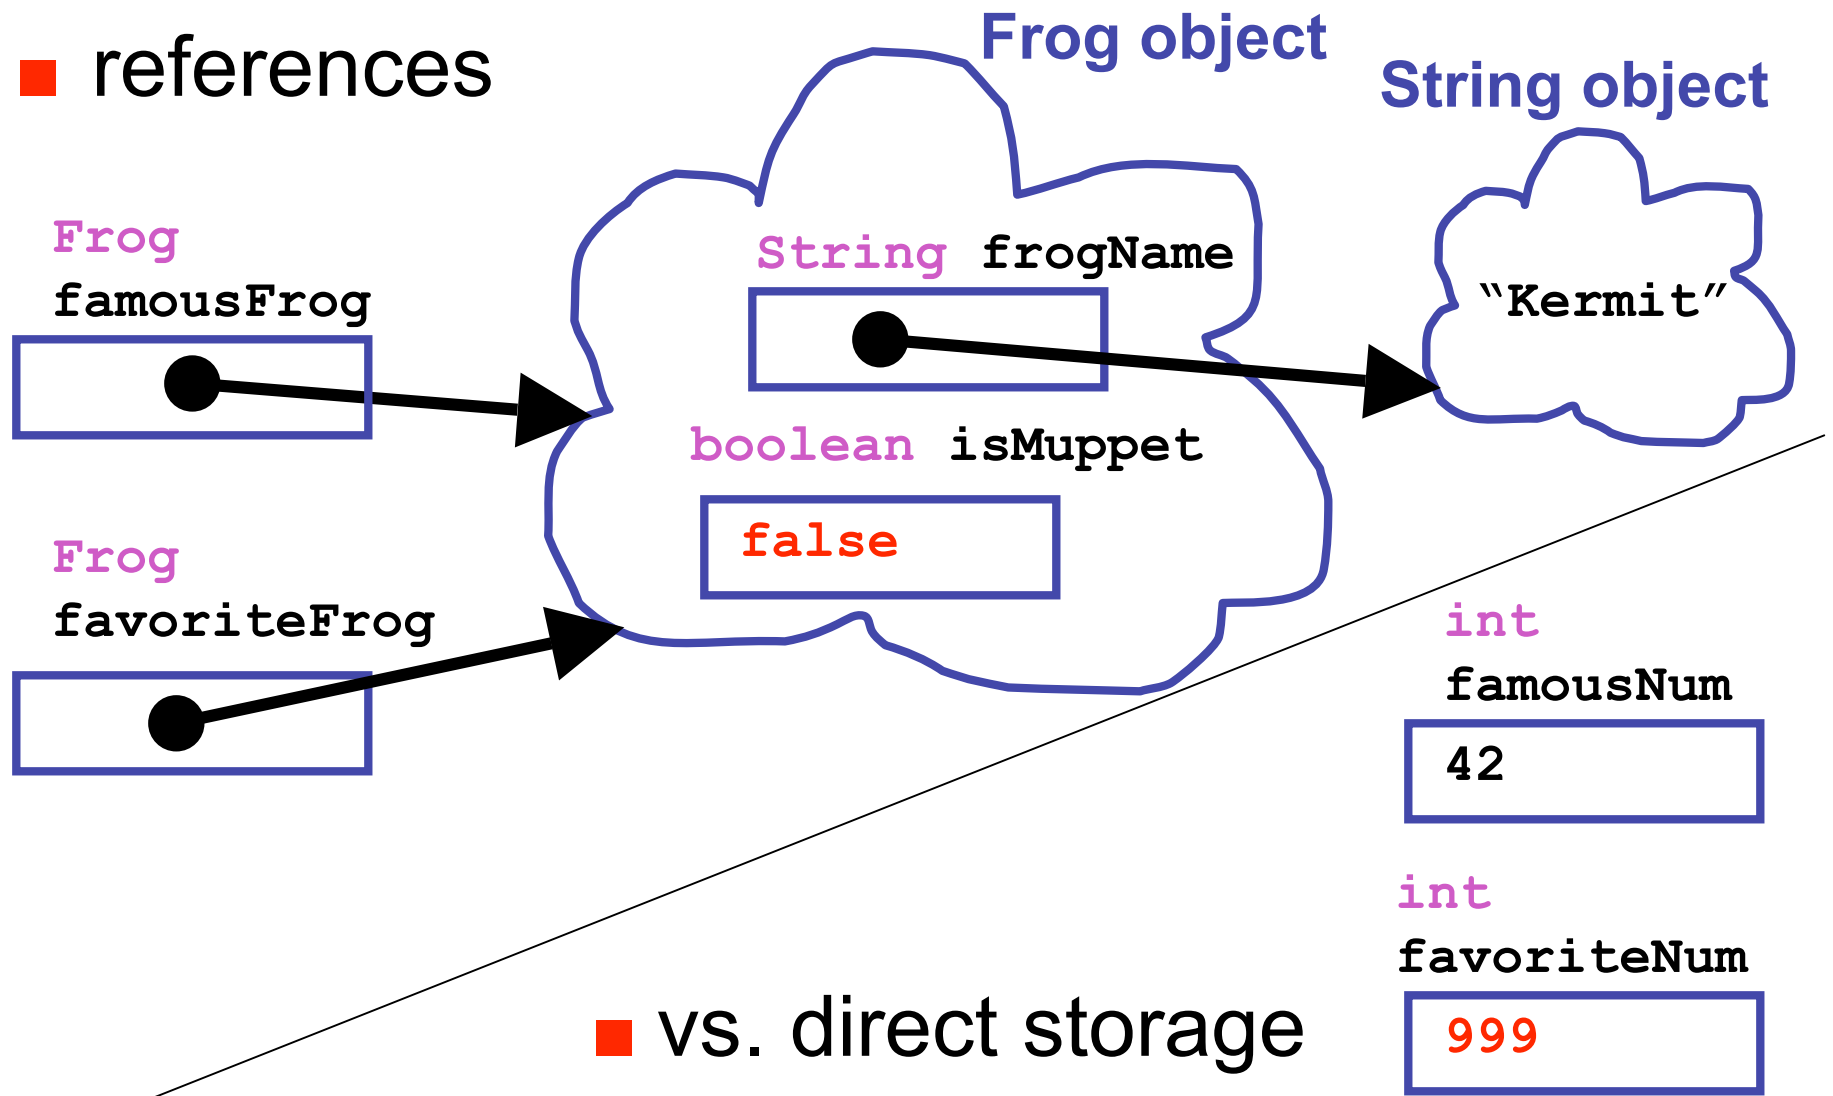 references
Frog object
String object
Frog
famousFrog
String frogName
“Kermit”
boolean isMuppet
false
Frog
favoriteFrog
int
famousNum
42
int
favoriteNum
999
vs. direct storage